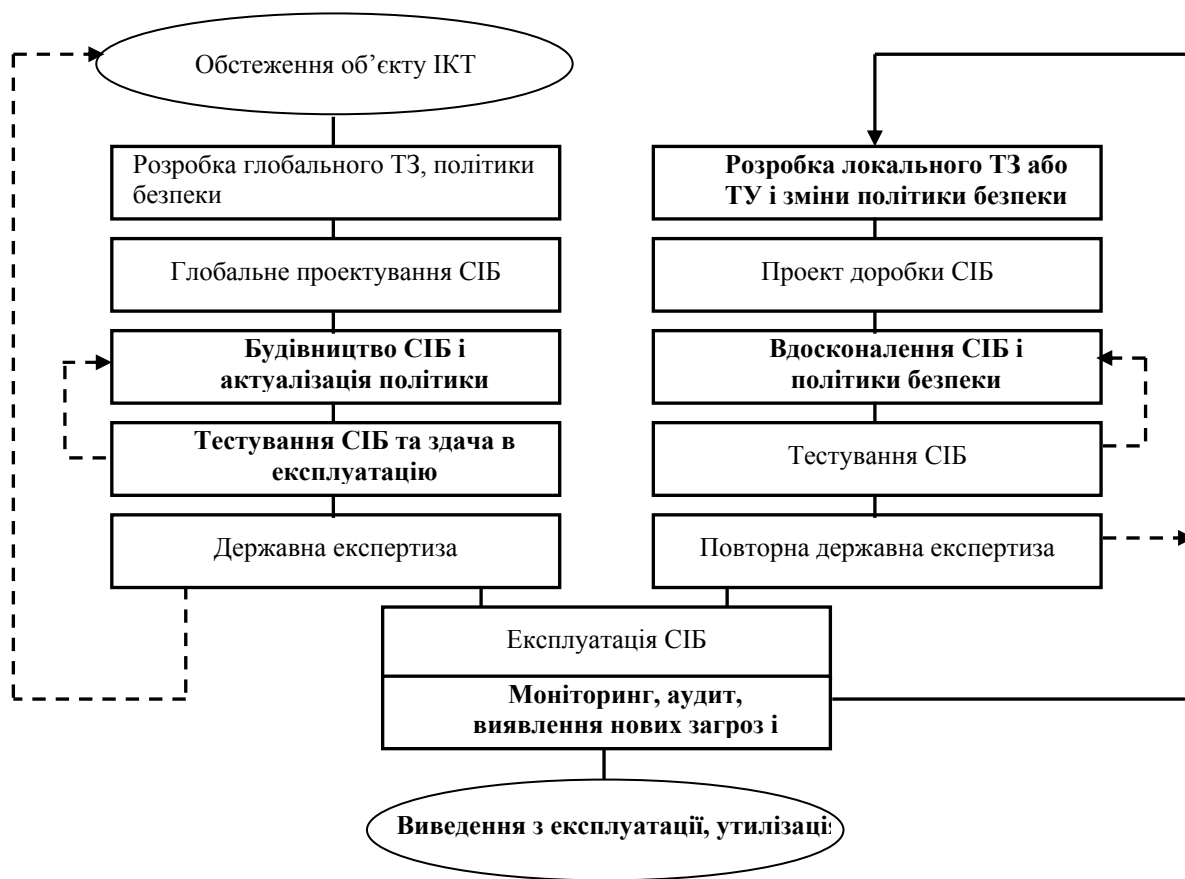 Обстеження об’єкту ІКТ
Розробка глобального ТЗ, політики
безпеки
Глобальне проектування СІБ
Будівництво СІБ і
актуалізація політики
Тестування СІБ та здача в
експлуатацію
Державна експертиза
Розробка локального ТЗ або
ТУ і зміни політики безпеки
Проект доробки СІБ
Вдосконалення СІБ і
політики безпеки
Тестування СІБ
Повторна державна експертиза
Експлуатація СІБ
Моніторинг, аудит,
виявлення нових загроз і
Виведення з експлуатації, утилізація